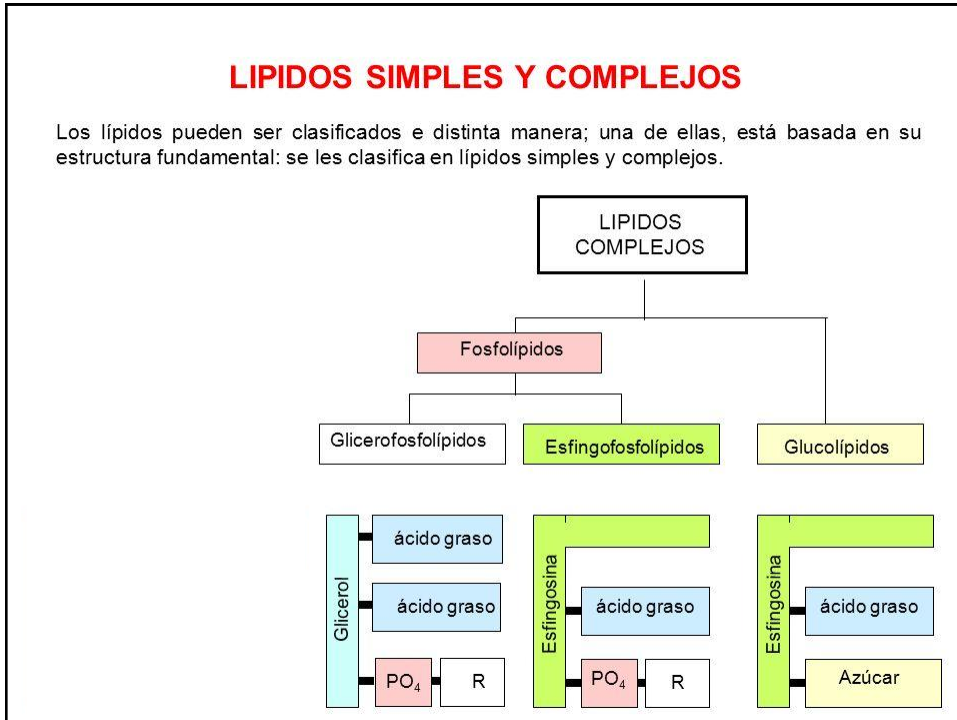 LIPIDOS SIMPLES Y COMPLEJOS
Los lípidos pueden ser clasificados e distinta manera; una de ellas, está basada en su
estructura fundamental: se les clasifica en lípidos simples y complejos.
LIPIDOS
COMPLEJOS
Fosfolípidos
Glicerofosfolípidos
Esfingofosfolípidos
Glucolípidos
Glicerol
ácido graso
ácido graso
PO₄
R
Esfingosina
ácido graso
PO₄
R
Esfingosina
ácido graso
Azúcar